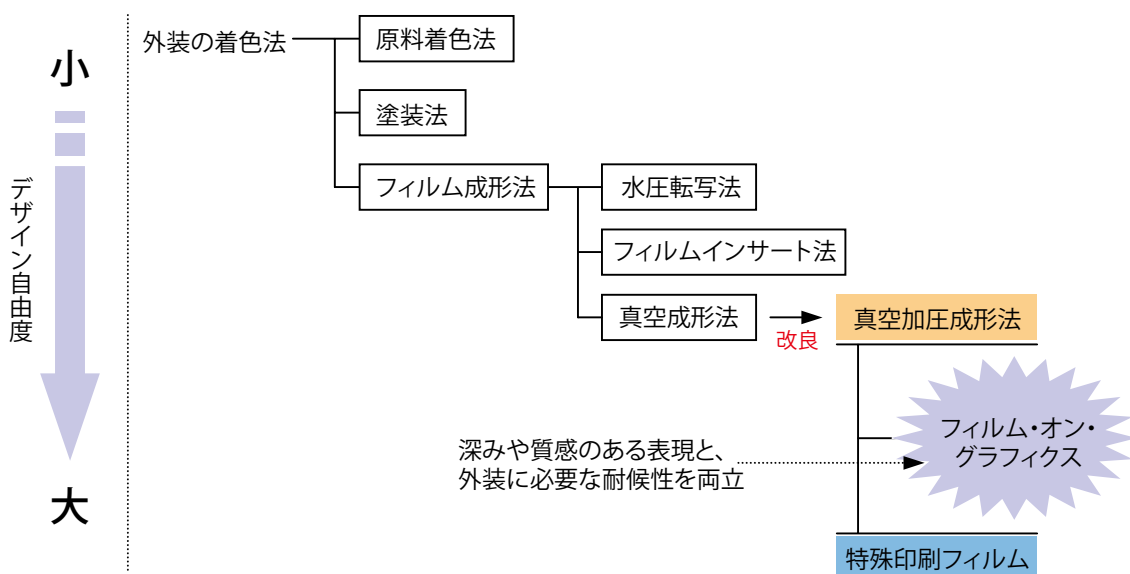 小
デザイン自由度
大
外装の着色法
原料着色法
塗装法
フィルム成形法
水圧転写法
フィルムインサート法
真空成形法
改良
真空加圧成形法
フィルム・オン・
グラフィクス
深みや質感のある表現と、
外装に必要な耐候性を両立
特殊印刷フィルム